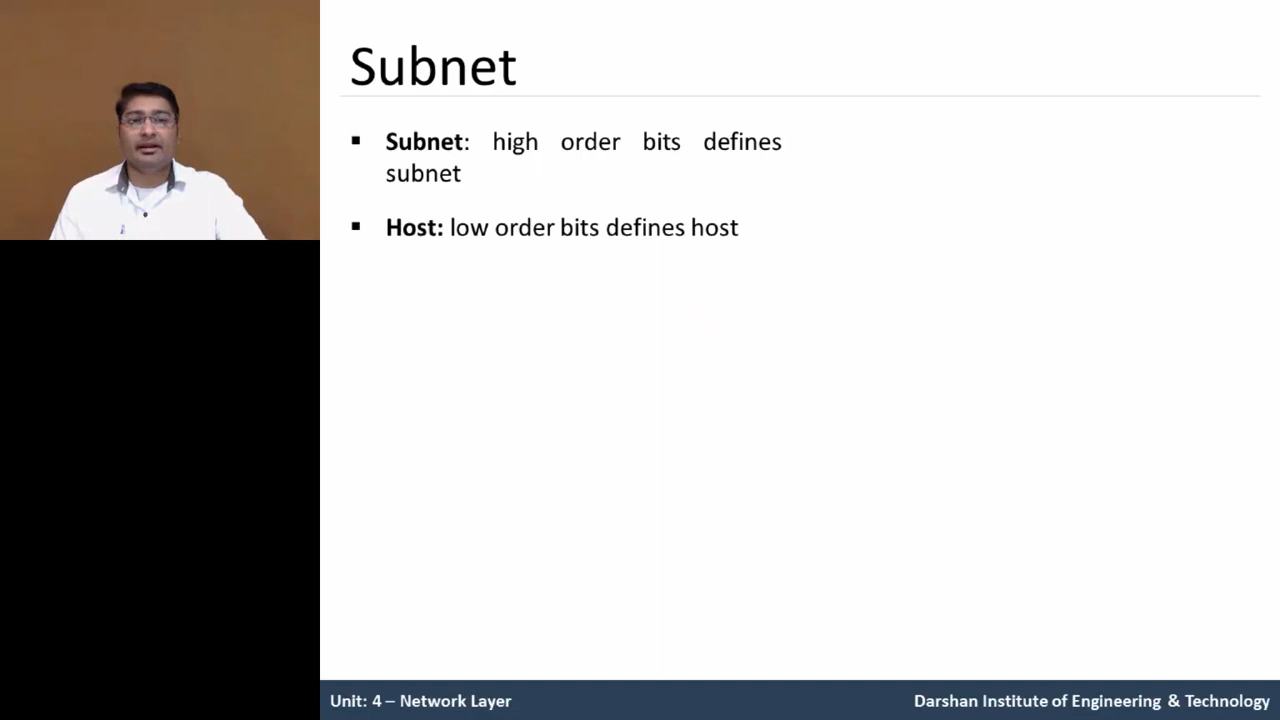 Subnet
▪ Subnet: high order bits defines
subnet
▪ Host: low order bits defines host
Unit: 4 – Network Layer
Darshan Institute of Engineering & Technology